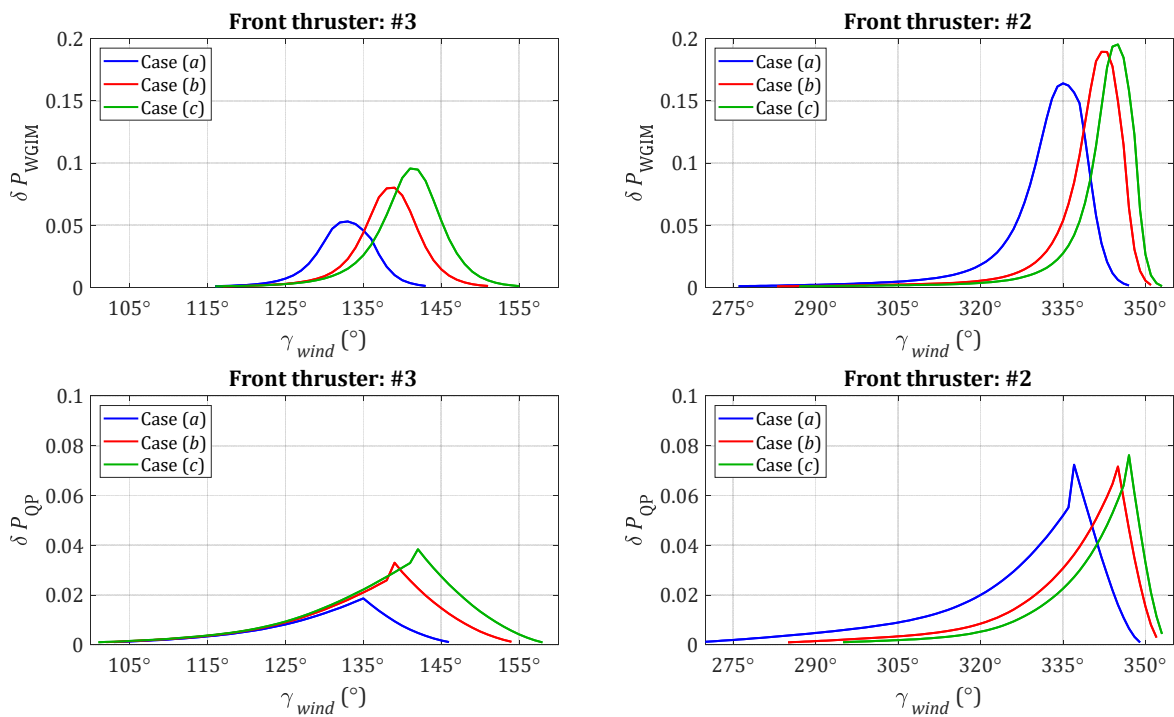 Front thruster: #3
0.2
0.15
0.1
0.05
0
δ P_WGIM
Case (a)
Case (b)
Case (c)
105° 115° 125° 135° 145° 155°
γ_wind (°)
Front thruster: #2
0.2
0.15
0.1
0.05
0
δ P_WGIM
Case (a)
Case (b)
Case (c)
275° 290° 305° 320° 335° 350°
γ_wind (°)
Front thruster: #3
0.1
0.08
0.06
0.04
0.02
0
δ P_QP
Case (a)
Case (b)
Case (c)
105° 115° 125° 135° 145° 155°
γ_wind (°)
Front thruster: #2
0.1
0.08
0.06
0.04
0.02
0
δ P_QP
Case (a)
Case (b)
Case (c)
275° 290° 305° 320° 335° 350°
γ_wind (°)